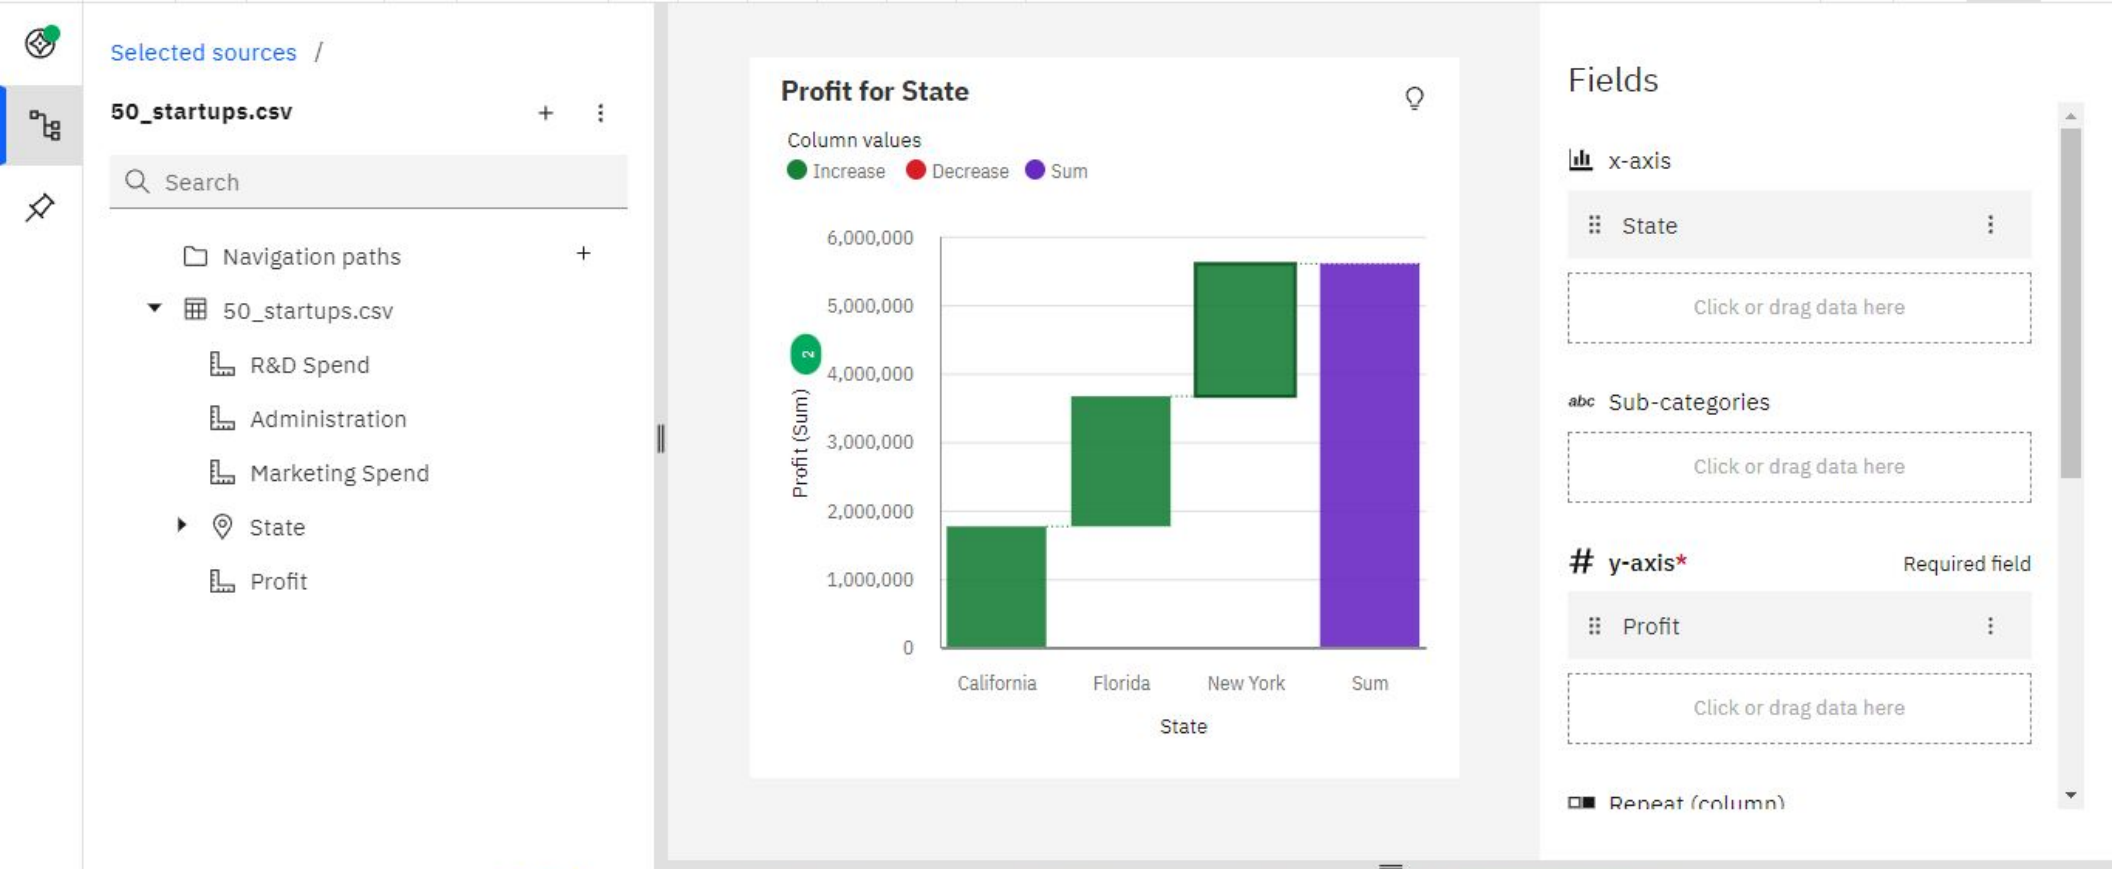 Selected sources /
50_startups.csv
Search
Navigation paths
50_startups.csv
R&D Spend
Administration
Marketing Spend
State
Profit
Profit for State
Column values
Increase Decrease Sum
6,000,000
5,000,000
4,000,000
3,000,000
2,000,000
1,000,000
0
2
Profit (Sum)
California Florida New York Sum
State
Fields
x-axis
State
Click or drag data here
abc Sub-categories
Click or drag data here
# y-axis* Required field
Profit
Click or drag data here
Repeat (column)